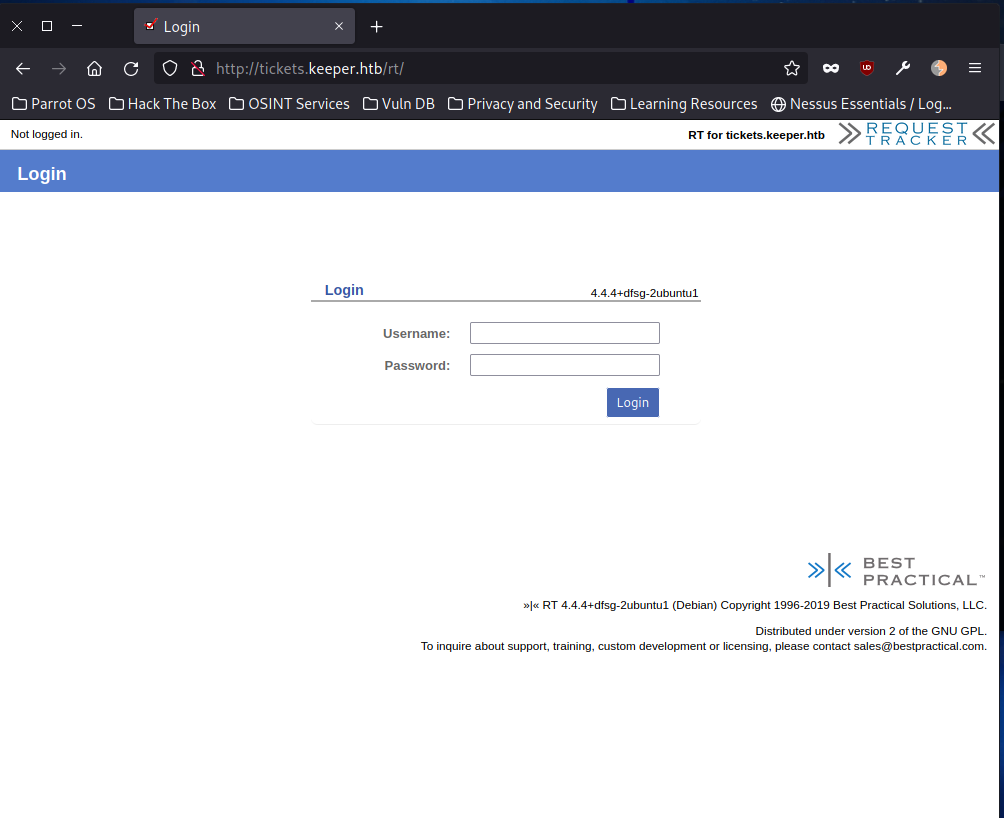 Login
http://tickets.keeper.htb/rt/
Parrot OS Hack The Box OSINT Services Vuln DB Privacy and Security Learning Resources Nessus Essentials / Log...
Not logged in.
RT for tickets.keeper.htb
REQUEST
TRACKER
Login
Login
4.4.4+dfsg-2ubuntu1
Username:
Password:
Login
BEST
PRACTICAL™
»|« RT 4.4.4+dfsg-2ubuntu1 (Debian) Copyright 1996-2019 Best Practical Solutions, LLC.
Distributed under version 2 of the GNU GPL.
To inquire about support, training, custom development or licensing, please contact sales@bestpractical.com.